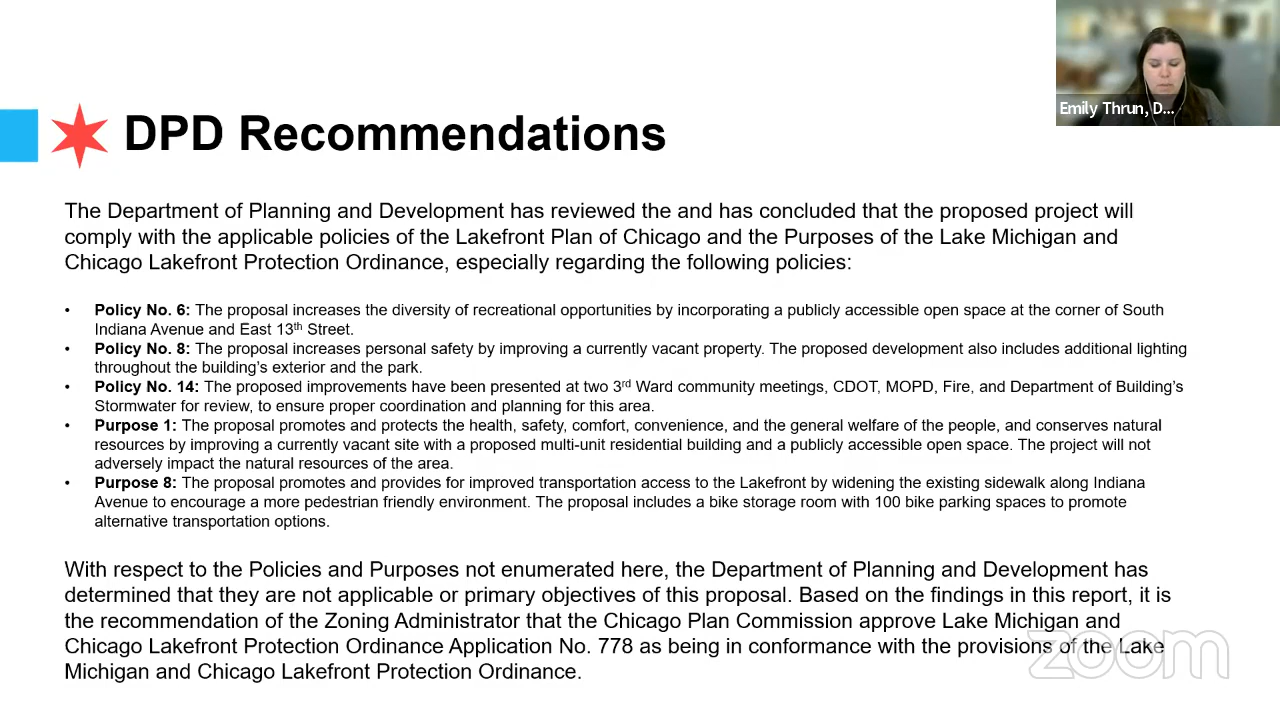 Emily Thrun, D...
DPD Recommendations
The Department of Planning and Development has reviewed the and has concluded that the proposed project will
comply with the applicable policies of the Lakefront Plan of Chicago and the Purposes of the Lake Michigan and
Chicago Lakefront Protection Ordinance, especially regarding the following policies:
• Policy No. 6: The proposal increases the diversity of recreational opportunities by incorporating a publicly accessible open space at the corner of South
Indiana Avenue and East 13th Street.
• Policy No. 8: The proposal increases personal safety by improving a currently vacant property. The proposed development also includes additional lighting
throughout the building's exterior and the park.
• Policy No. 14: The proposed improvements have been presented at two 3rd Ward community meetings, CDOT, MOPD, Fire, and Department of Building's
Stormwater for review, to ensure proper coordination and planning for this area.
• Purpose 1: The proposal promotes and protects the health, safety, comfort, convenience, and the general welfare of the people, and conserves natural
resources by improving a currently vacant site with a proposed multi-unit residential building and a publicly accessible open space. The project will not
adversely impact the natural resources of the area.
• Purpose 8: The proposal promotes and provides for improved transportation access to the Lakefront by widening the existing sidewalk along Indiana
Avenue to encourage a more pedestrian friendly environment. The proposal includes a bike storage room with 100 bike parking spaces to promote
alternative transportation options.
With respect to the Policies and Purposes not enumerated here, the Department of Planning and Development has
determined that they are not applicable or primary objectives of this proposal. Based on the findings in this report, it is
the recommendation of the Zoning Administrator that the Chicago Plan Commission approve Lake Michigan and
Chicago Lakefront Protection Ordinance Application No. 778 as being in conformance with the provisions of the Lake
Michigan and Chicago Lakefront Protection Ordinance.
zoom